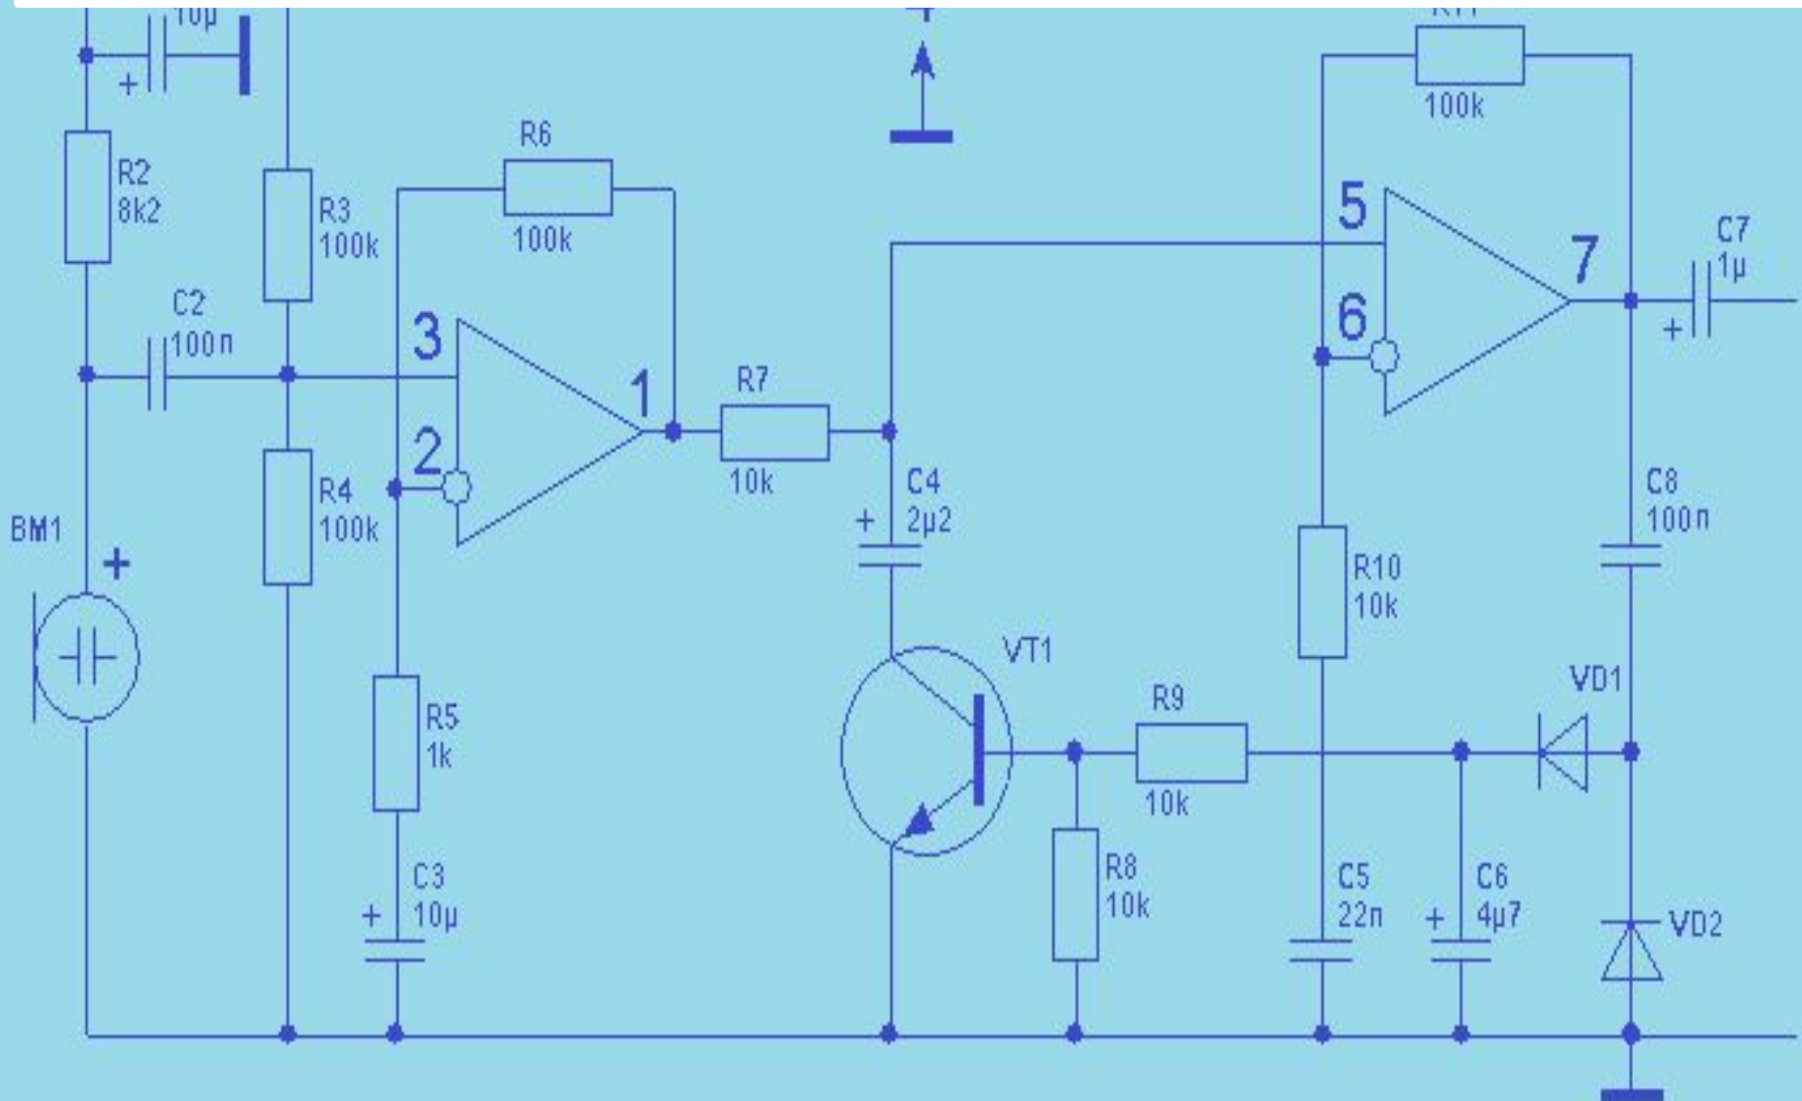 10µ
+
R2
8k2
R3
100k
R6
100k
C2
100n
3
2
1
BM1
+
R4
100k
R5
1k
C3
+
10µ
R7
10k
C4
+
2µ2
VT1
R9
10k
R8
10k
100k
5
6
7
C7
1µ
+
R10
10k
C8
100n
VD1
C5
22n
C6
+
4µ7
VD2